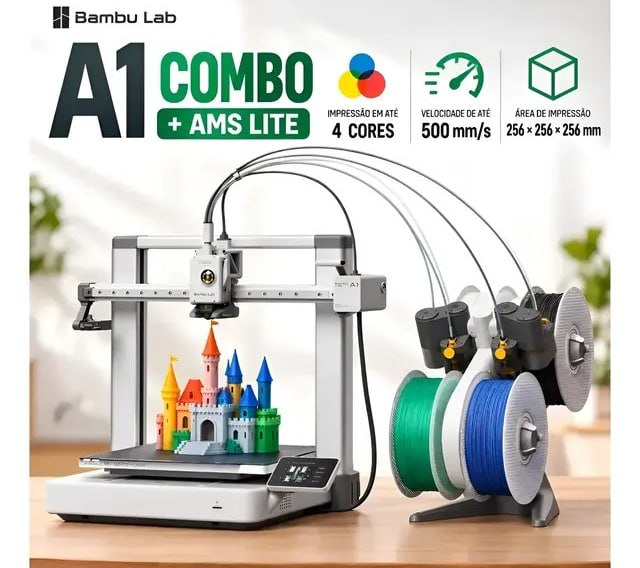 Bambu Lab
A1 COMBO
+ AMS LITE
IMPRESSÃO EM ATÉ
4 CORES
VELOCIDADE DE ATÉ
500 mm/s
ÁREA DE IMPRESSÃO
256 × 256 × 256 mm
A1
BAMBU LAB